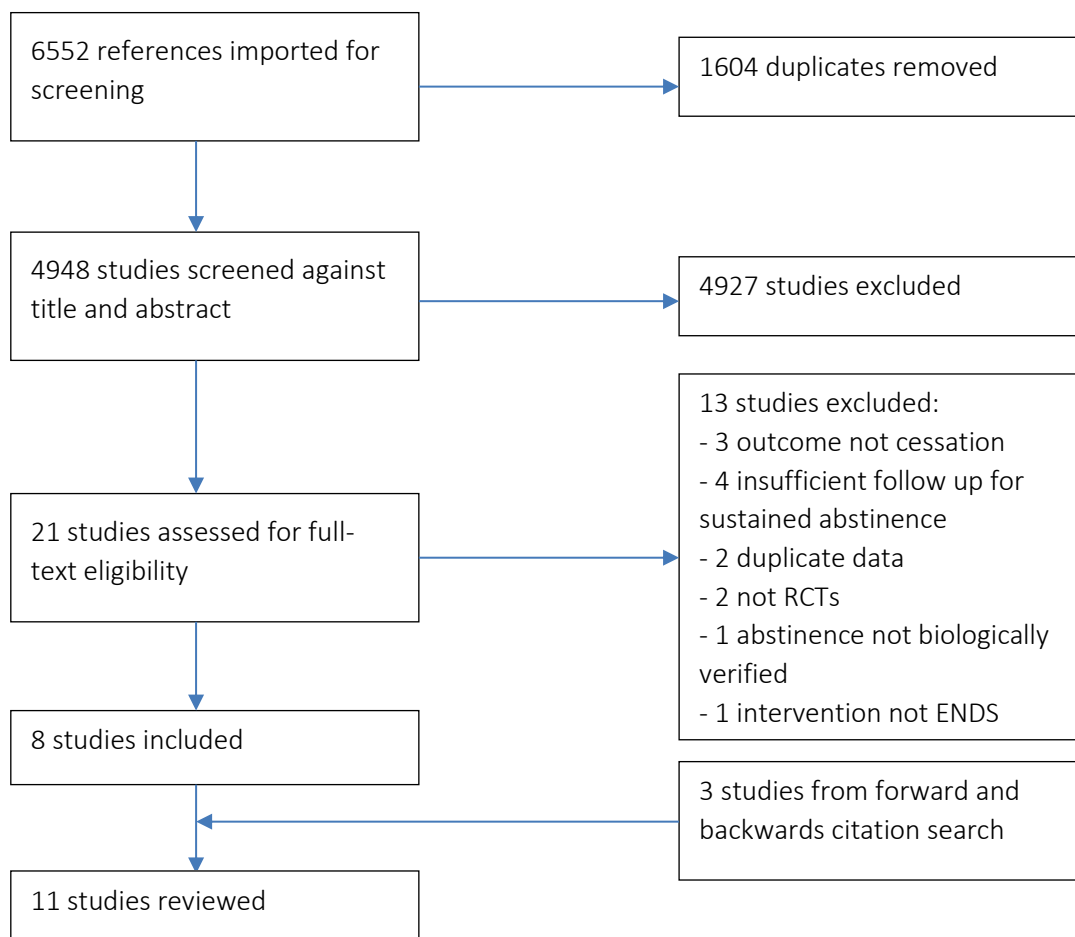 6552 references imported for
screening
1604 duplicates removed
4948 studies screened against
title and abstract
4927 studies excluded
21 studies assessed for full-
text eligibility
13 studies excluded:
- 3 outcome not cessation
- 4 insufficient follow up for
sustained abstinence
- 2 duplicate data
- 2 not RCTs
- 1 abstinence not biologically
verified
- 1 intervention not ENDS
8 studies included
3 studies from forward and
backwards citation search
11 studies reviewed